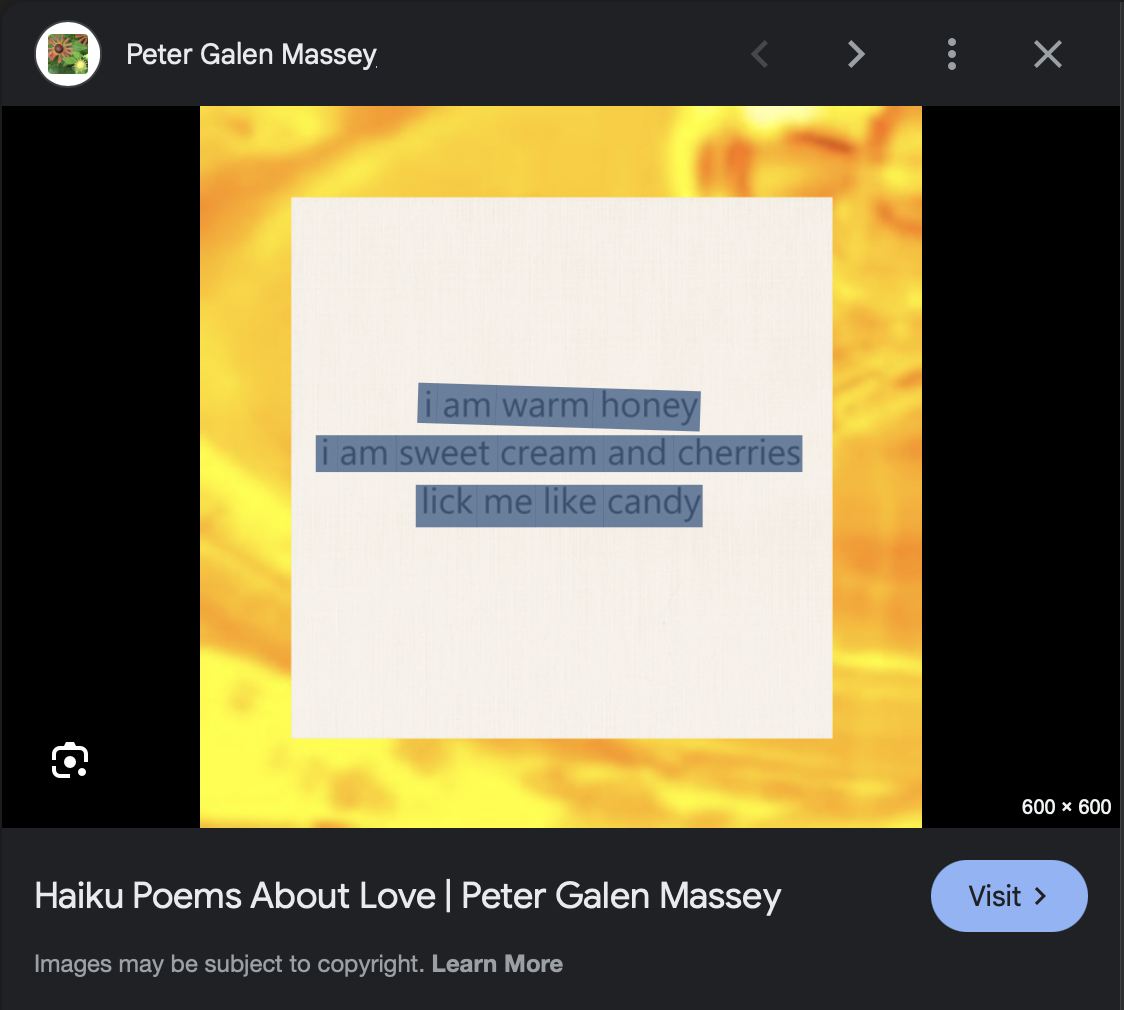 Peter Galen Massey
i am warm honey
i am sweet cream and cherries
lick me like candy
600 × 600
Haiku Poems About Love | Peter Galen Massey
Visit
Images may be subject to copyright. Learn More